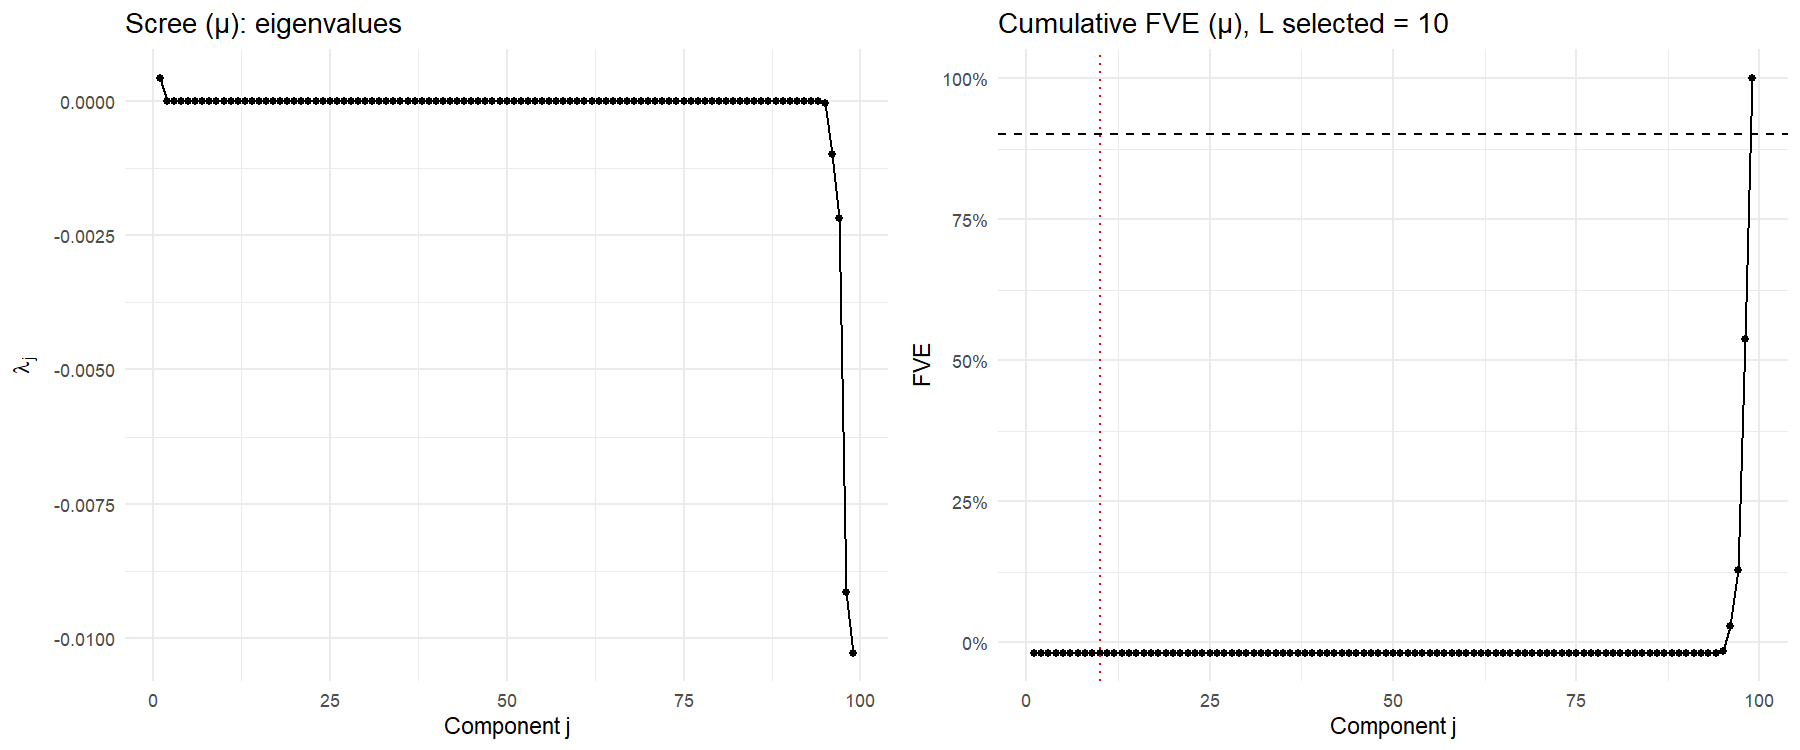 Scree (μ): eigenvalues
0.0000
-0.0025
-0.0050
-0.0075
-0.0100
λj
0 25 50 75 100
Component j
Cumulative FVE (μ), L selected = 10
100%
75%
50%
25%
0%
FVE
0 25 50 75 100
Component j